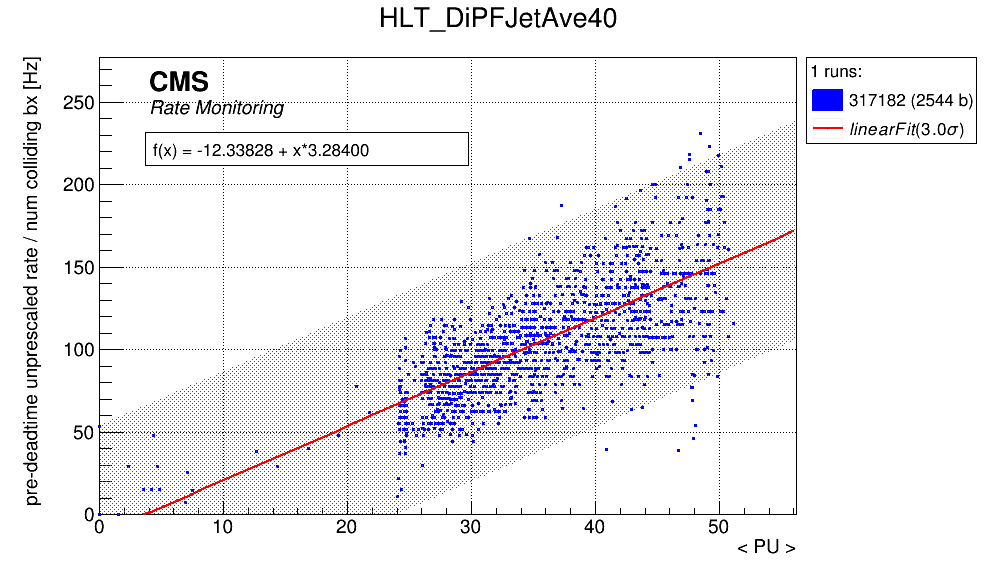 HLT_DiPFJetAve40
pre-deadtime unprescaled rate / num colliding bx [Hz]
CMS
Rate Monitoring
f(x) = -12.33828 + x*3.28400
250
200
150
100
50
0
0 10 20 30 40 50
< PU >
1 runs:
317182 (2544 b)
linearFit(3.0σ)